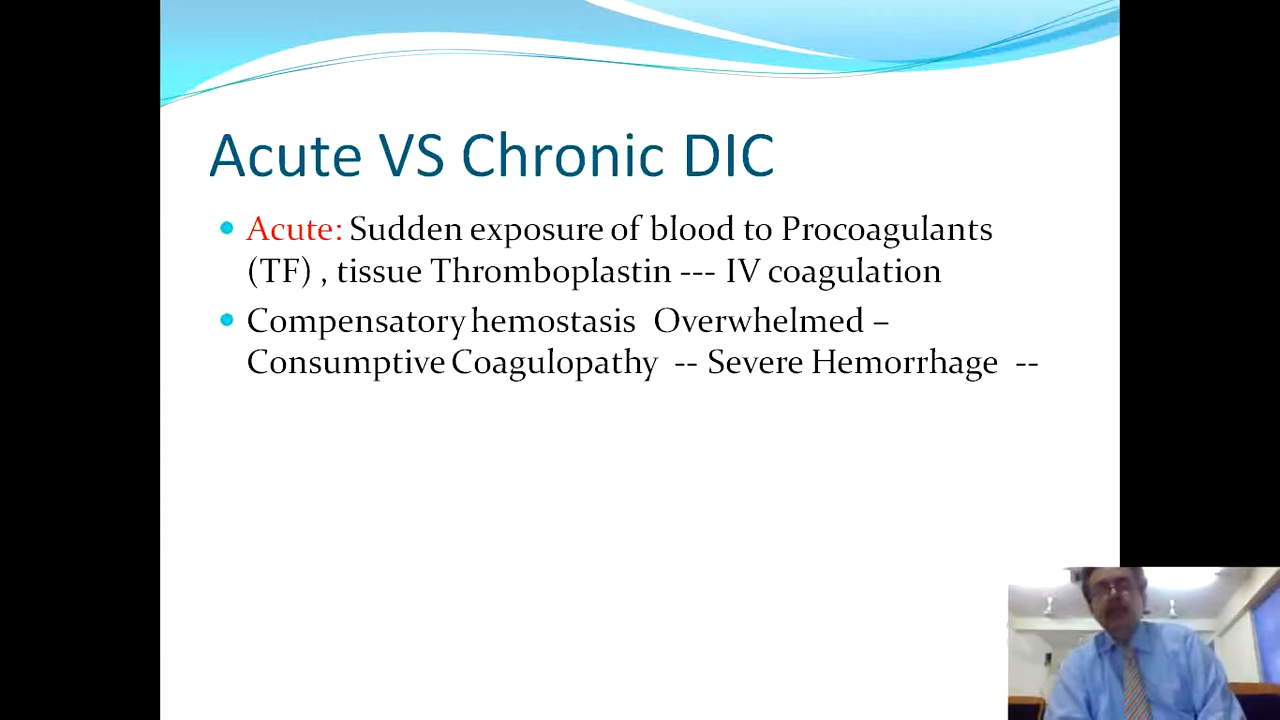 Acute VS Chronic DIC
Acute: Sudden exposure of blood to Procoagulants
(TF) , tissue Thromboplastin --- IV coagulation
Compensatory hemostasis Overwhelmed –
Consumptive Coagulopathy -- Severe Hemorrhage --